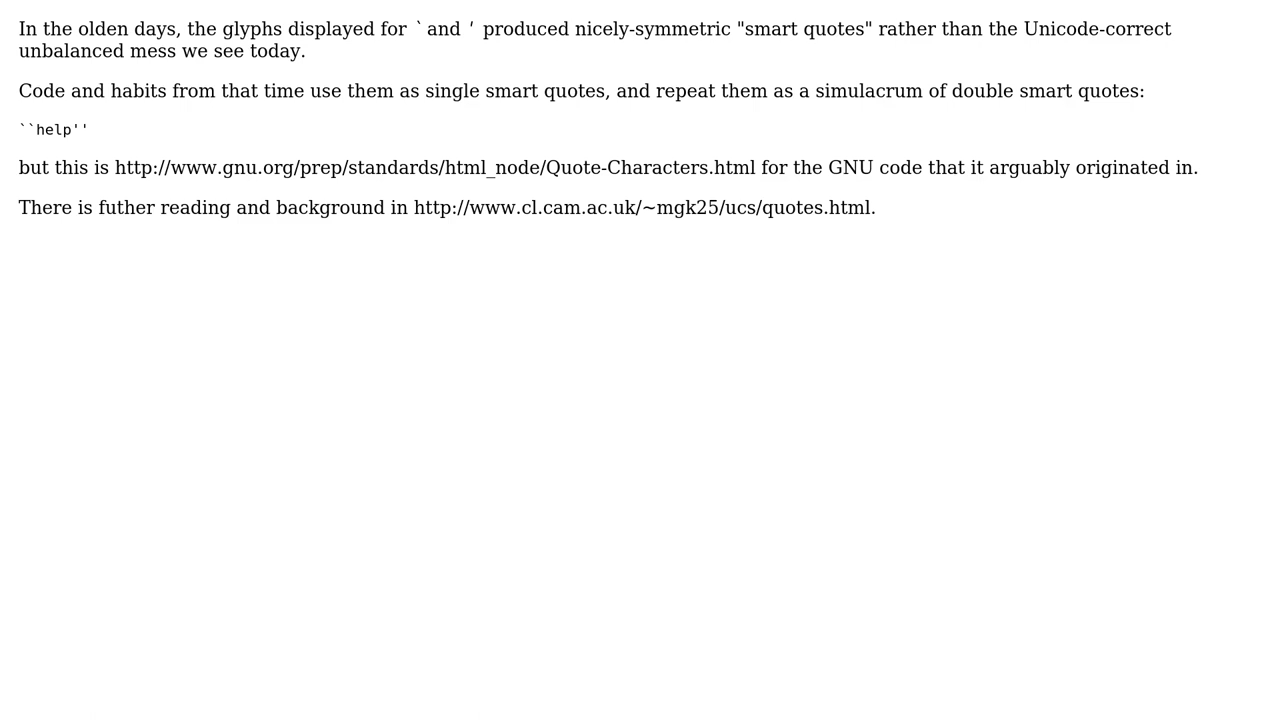 In the olden days, the glyphs displayed for ` and ' produced nicely-symmetric "smart quotes" rather than the Unicode-correct
unbalanced mess we see today.
Code and habits from that time use them as single smart quotes, and repeat them as a simulacrum of double smart quotes:
``help''
but this is http://www.gnu.org/prep/standards/html_node/Quote-Characters.html for the GNU code that it arguably originated in.
There is futher reading and background in http://www.cl.cam.ac.uk/~mgk25/ucs/quotes.html.